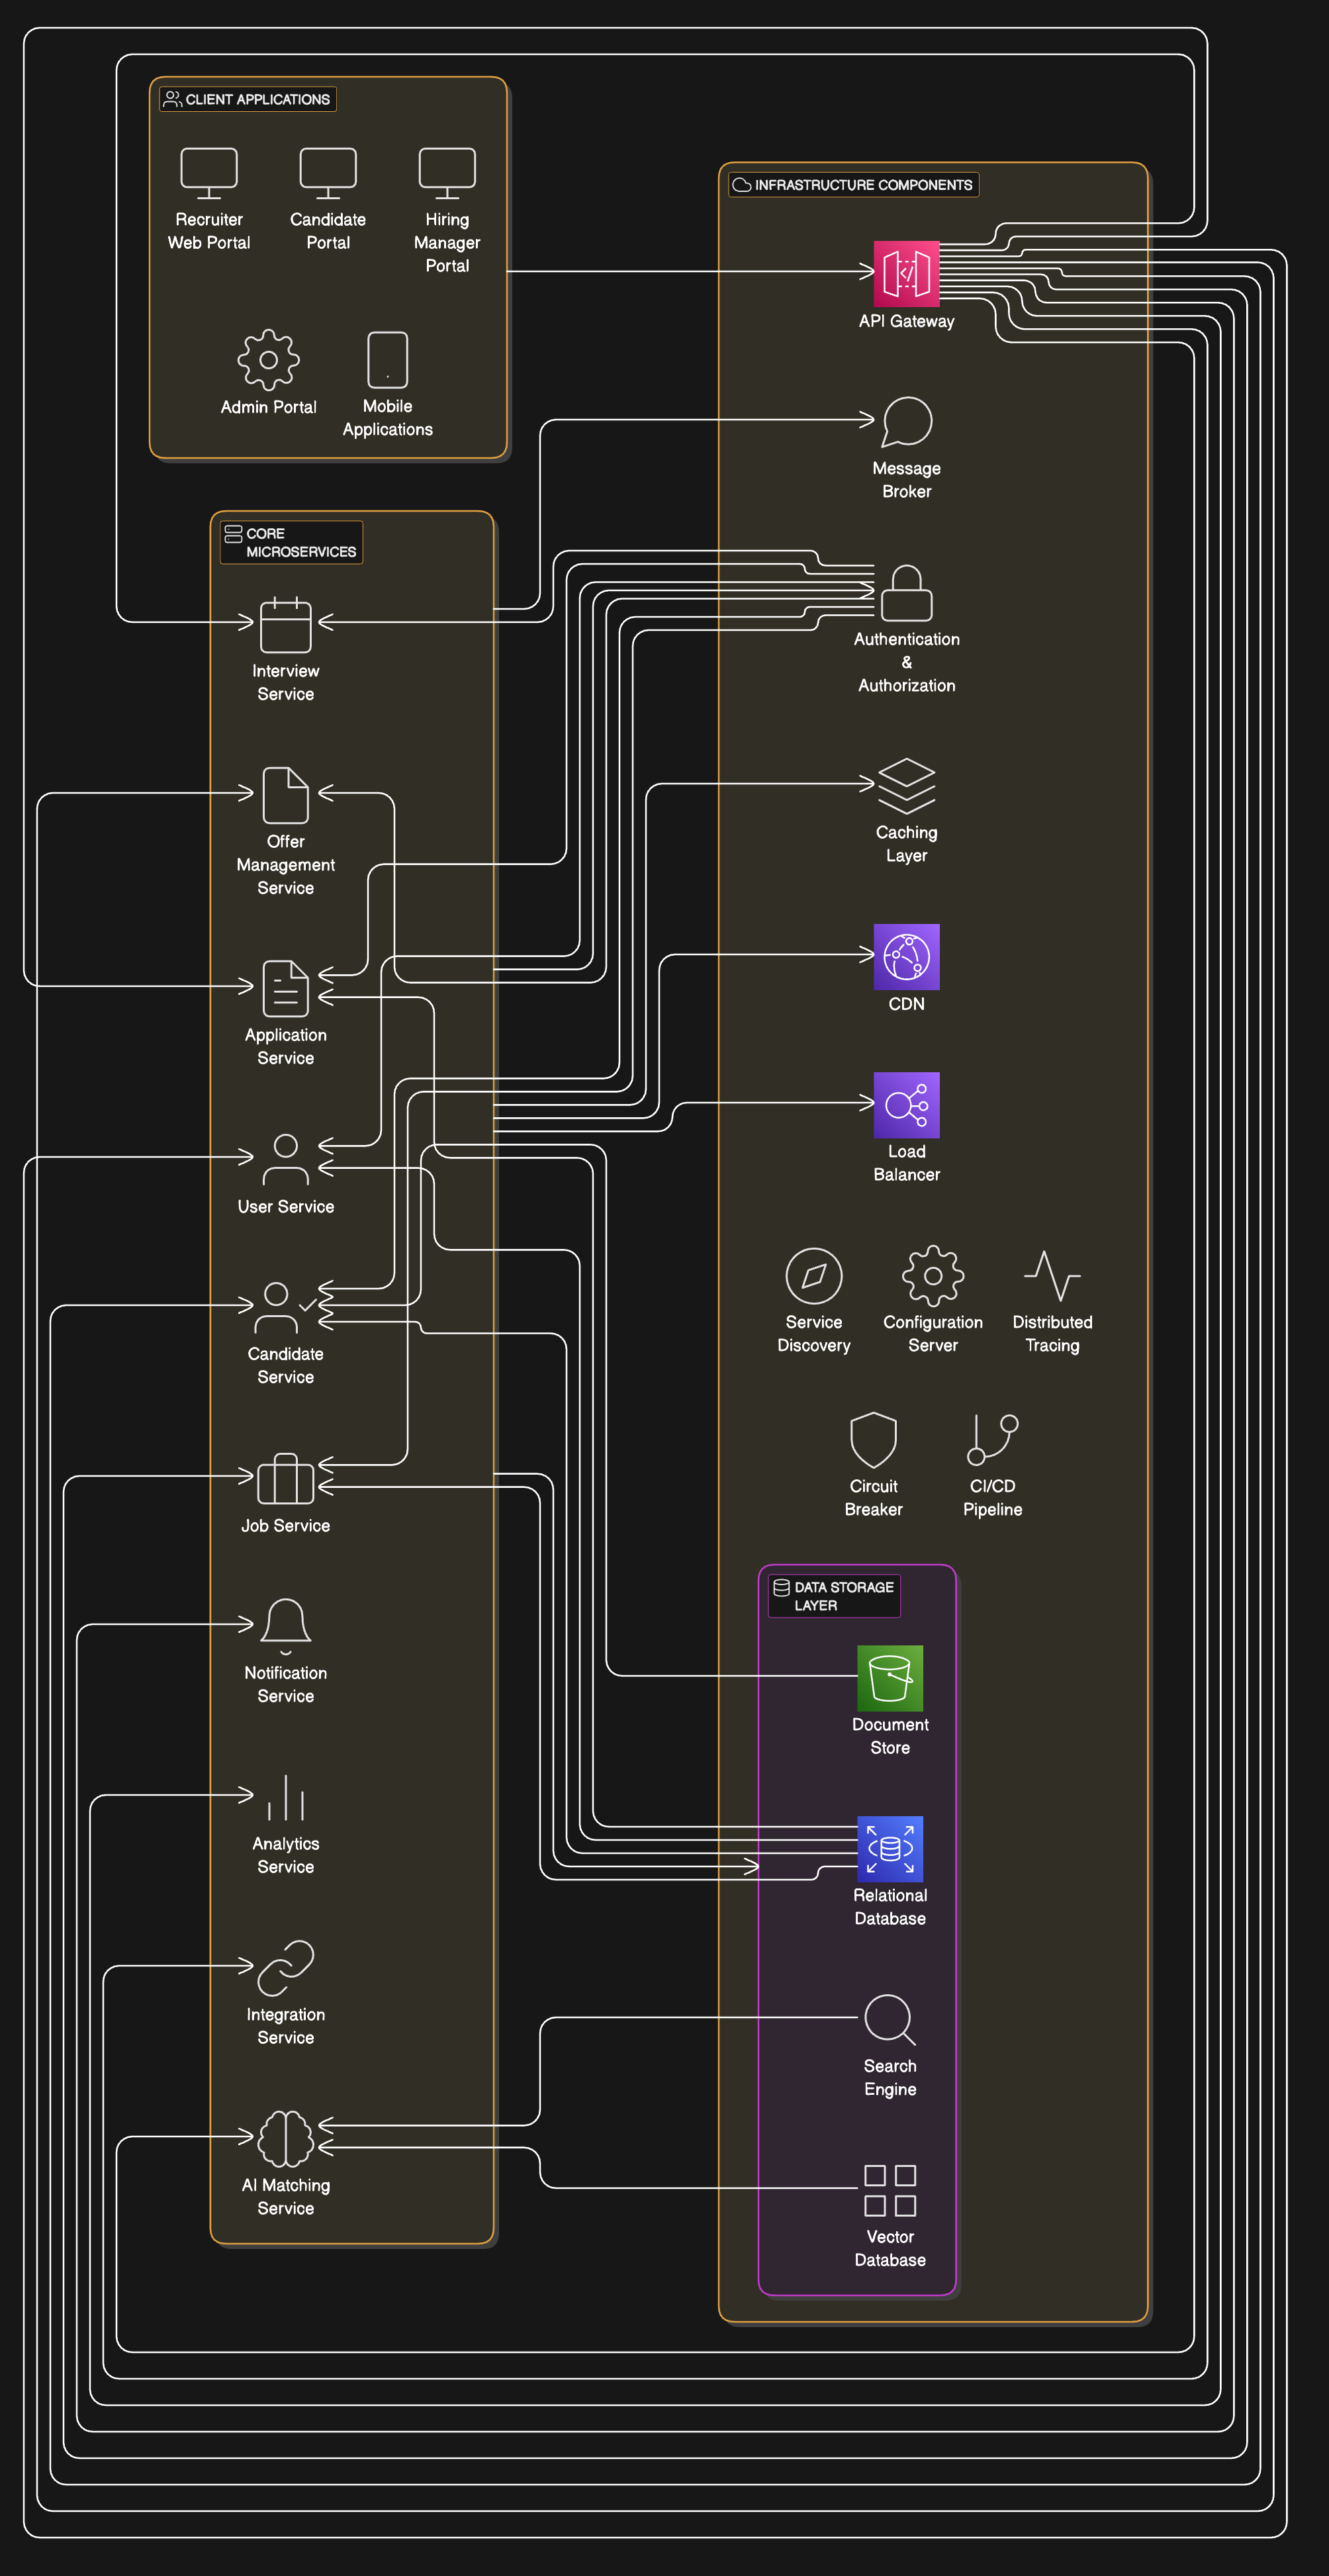 CLIENT APPLICATIONS
Recruiter
Web Portal
Candidate
Portal
Hiring
Manager
Portal
Admin Portal
Mobile
Applications
INFRASTRUCTURE COMPONENTS
API Gateway
Message
Broker
Authentication
&
Authorization
Caching
Layer
CDN
Load
Balancer
Service
Discovery
Configuration
Server
Distributed
Tracing
Circuit
Breaker
CI/CD
Pipeline
DATA STORAGE
LAYER
Document
Store
Relational
Database
Search
Engine
Vector
Database
CORE
MICROSERVICES
Interview
Service
Offer
Management
Service
Application
Service
User Service
Candidate
Service
Job Service
Notification
Service
Analytics
Service
Integration
Service
AI Matching
Service